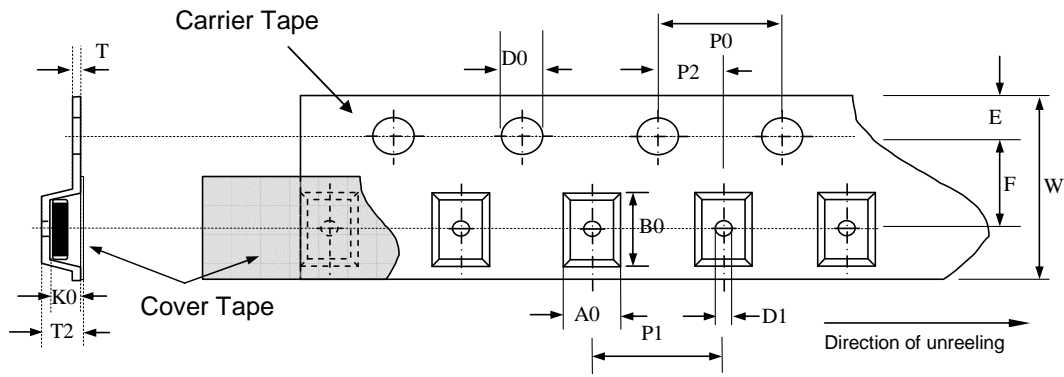 Carrier Tape
T
D0
P0
P2
E
F
W
B0
K0
Cover Tape
T2
A0
P1
D1
Direction of unreeling